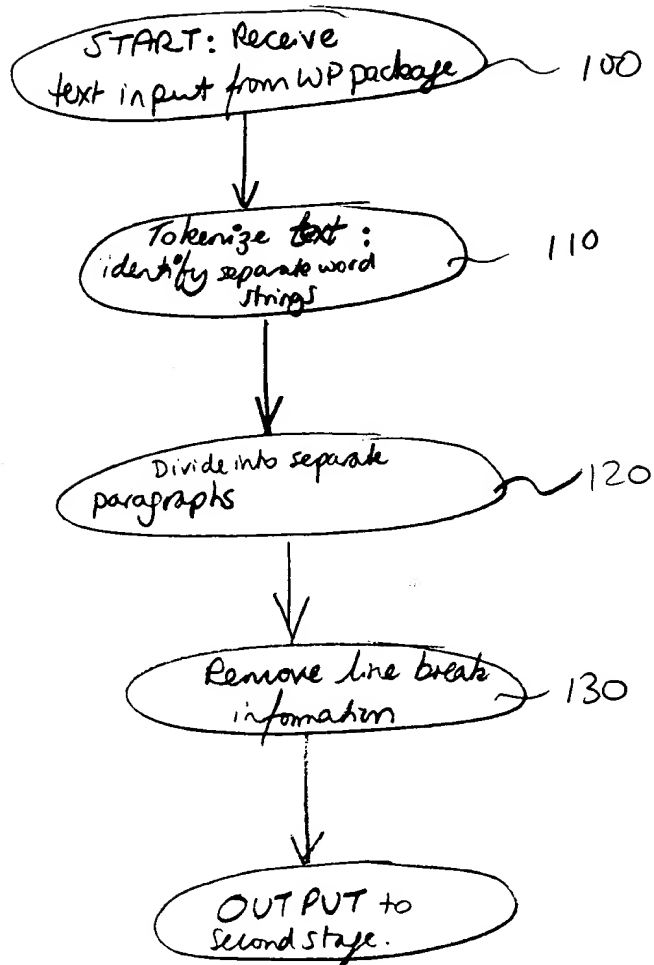 START: Receive
text input from WP package
100
Tokenize text:
identify separate word
strings
110
Divide into separate
paragraphs
120
Remove line break
information
130
OUTPUT to
second stage.